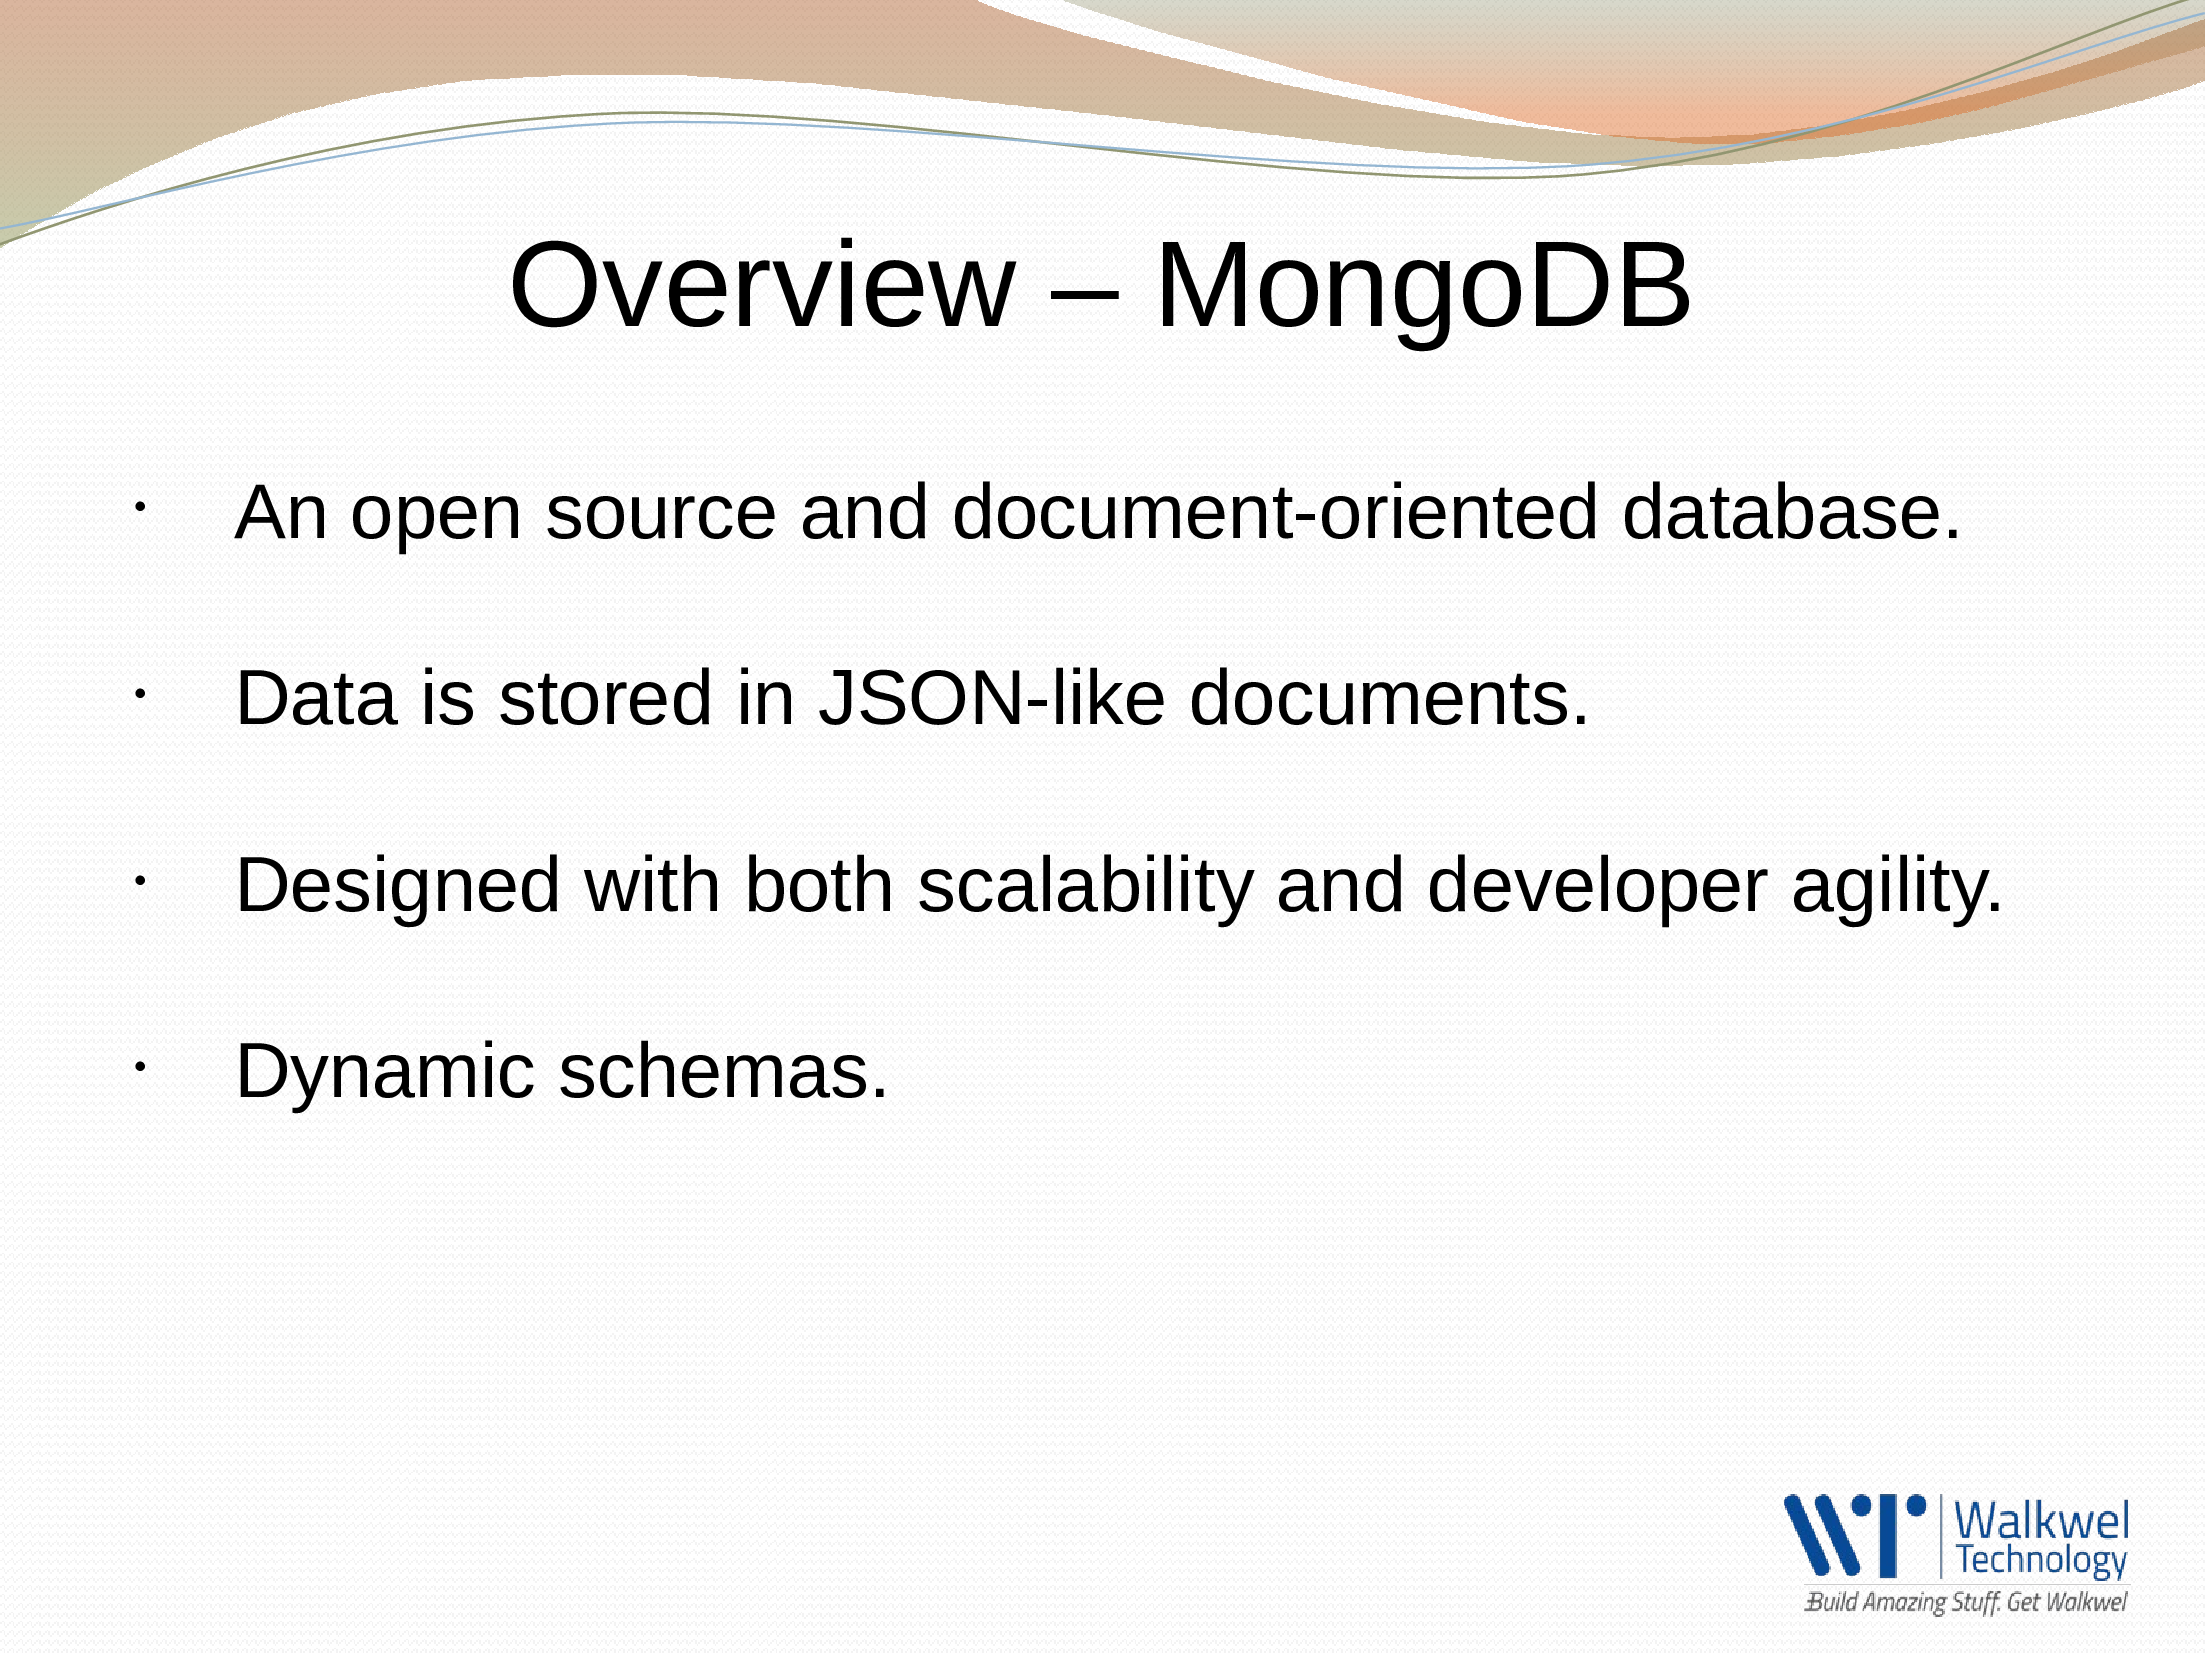 Overview – MongoDB
• An open source and document-oriented database.
• Data is stored in JSON-like documents.
• Designed with both scalability and developer agility.
• Dynamic schemas.
Walkwel
Technology
Build Amazing Stuff. Get Walkwel